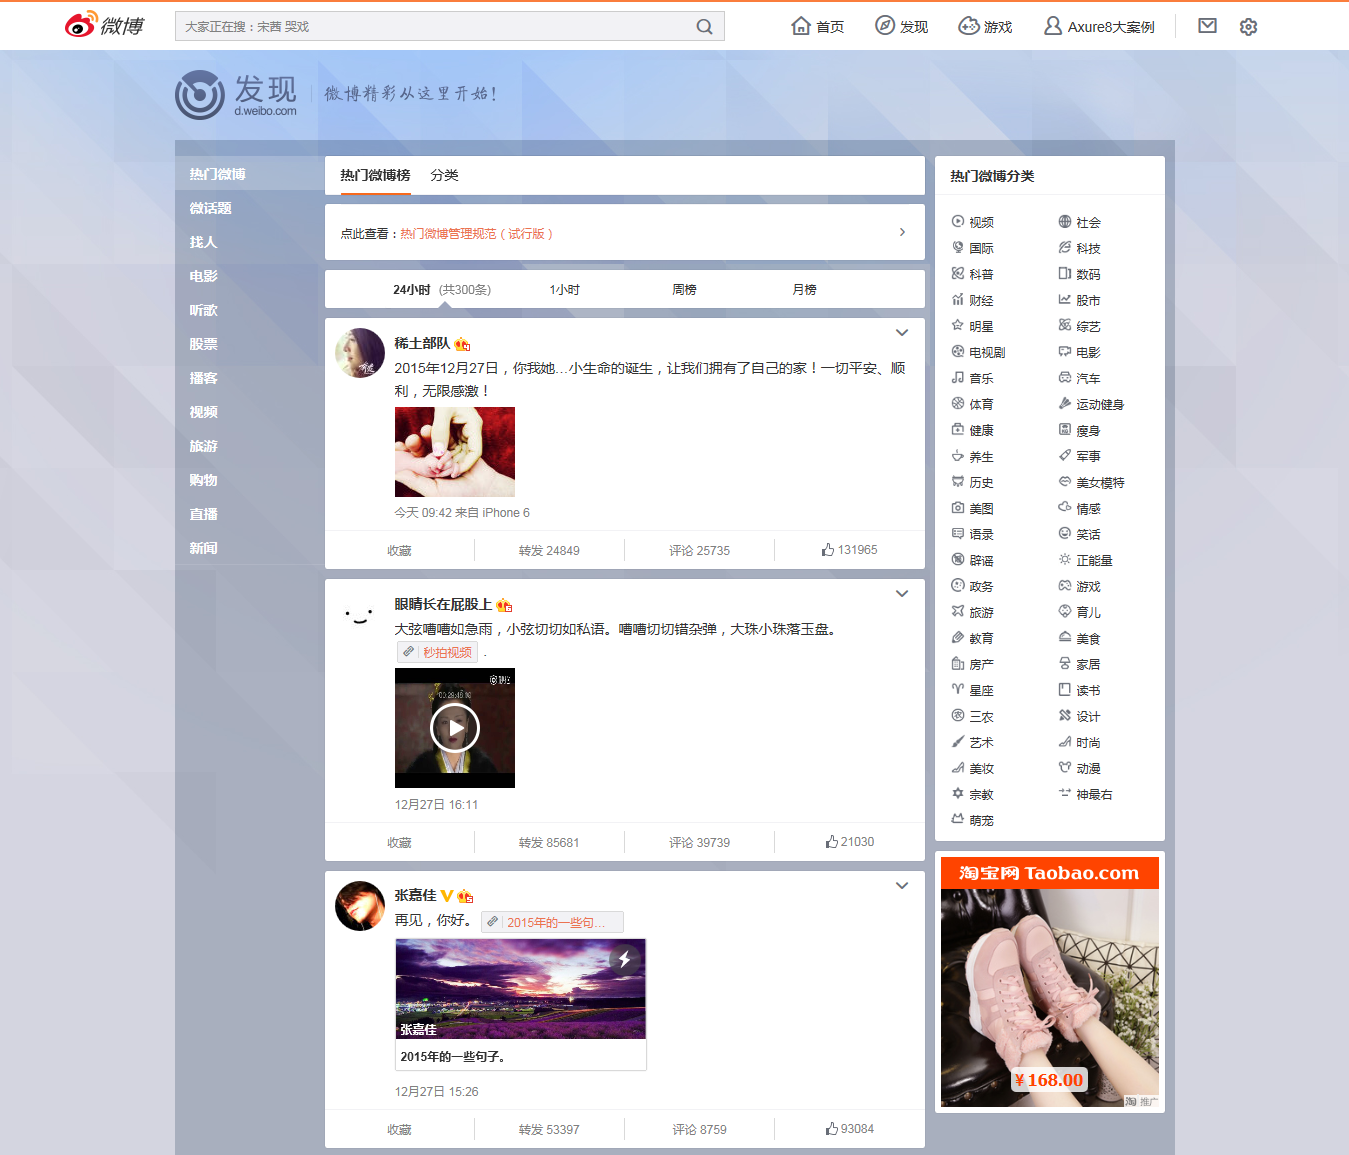 微博
大家正在搜：宋茜 哭戏
首页
发现
游戏
Axure8大案例
发现
d.weibo.com
微博精彩从这里开始！
热门微博
微话题
找人
电影
听歌
股票
播客
视频
旅游
购物
直播
新闻
热门微博榜 分类
点此查看：热门微博管理规范（试行版）
24小时 (共300条) 1小时 周榜 月榜
稀土部队
2015年12月27日，你我她…小生命的诞生，让我们拥有了自己的家！一切平安、顺
利，无限感激！
今天 09:42 来自 iPhone 6
收藏 转发 24849 评论 25735 131965
眼睛长在屁股上
大弦嘈嘈如急雨，小弦切切如私语。嘈嘈切切错杂弹，大珠小珠落玉盘。
秒拍视频 .
12月27日 16:11
收藏 转发 85681 评论 39739 21030
张嘉佳
再见，你好。 2015年的一些句...
张嘉佳
2015年的一些句子。
12月27日 15:26
收藏 转发 53397 评论 8759 93084
热门微博分类
视频 社会
国际 科技
科普 数码
财经 股市
明星 综艺
电视剧 电影
音乐 汽车
体育 运动健身
健康 瘦身
养生 军事
历史 美女模特
美图 情感
语录 笑话
辟谣 正能量
政务 游戏
旅游 育儿
教育 美食
房产 家居
星座 读书
三农 设计
艺术 时尚
美妆 动漫
宗教 神最右
萌宠
淘宝网 Taobao.com
¥ 168.00
淘 推广